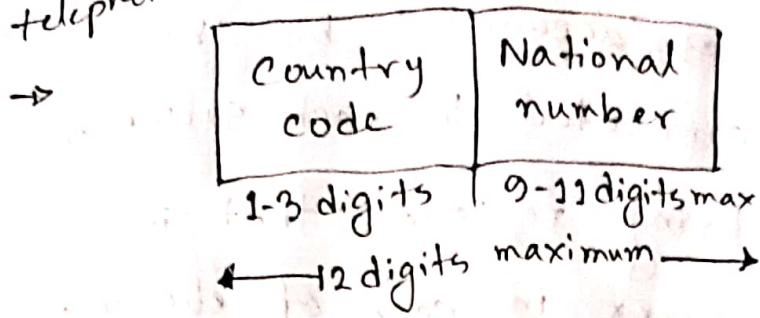 Country National
code number
1-3 digits 9-11 digits max
12 digits maximum